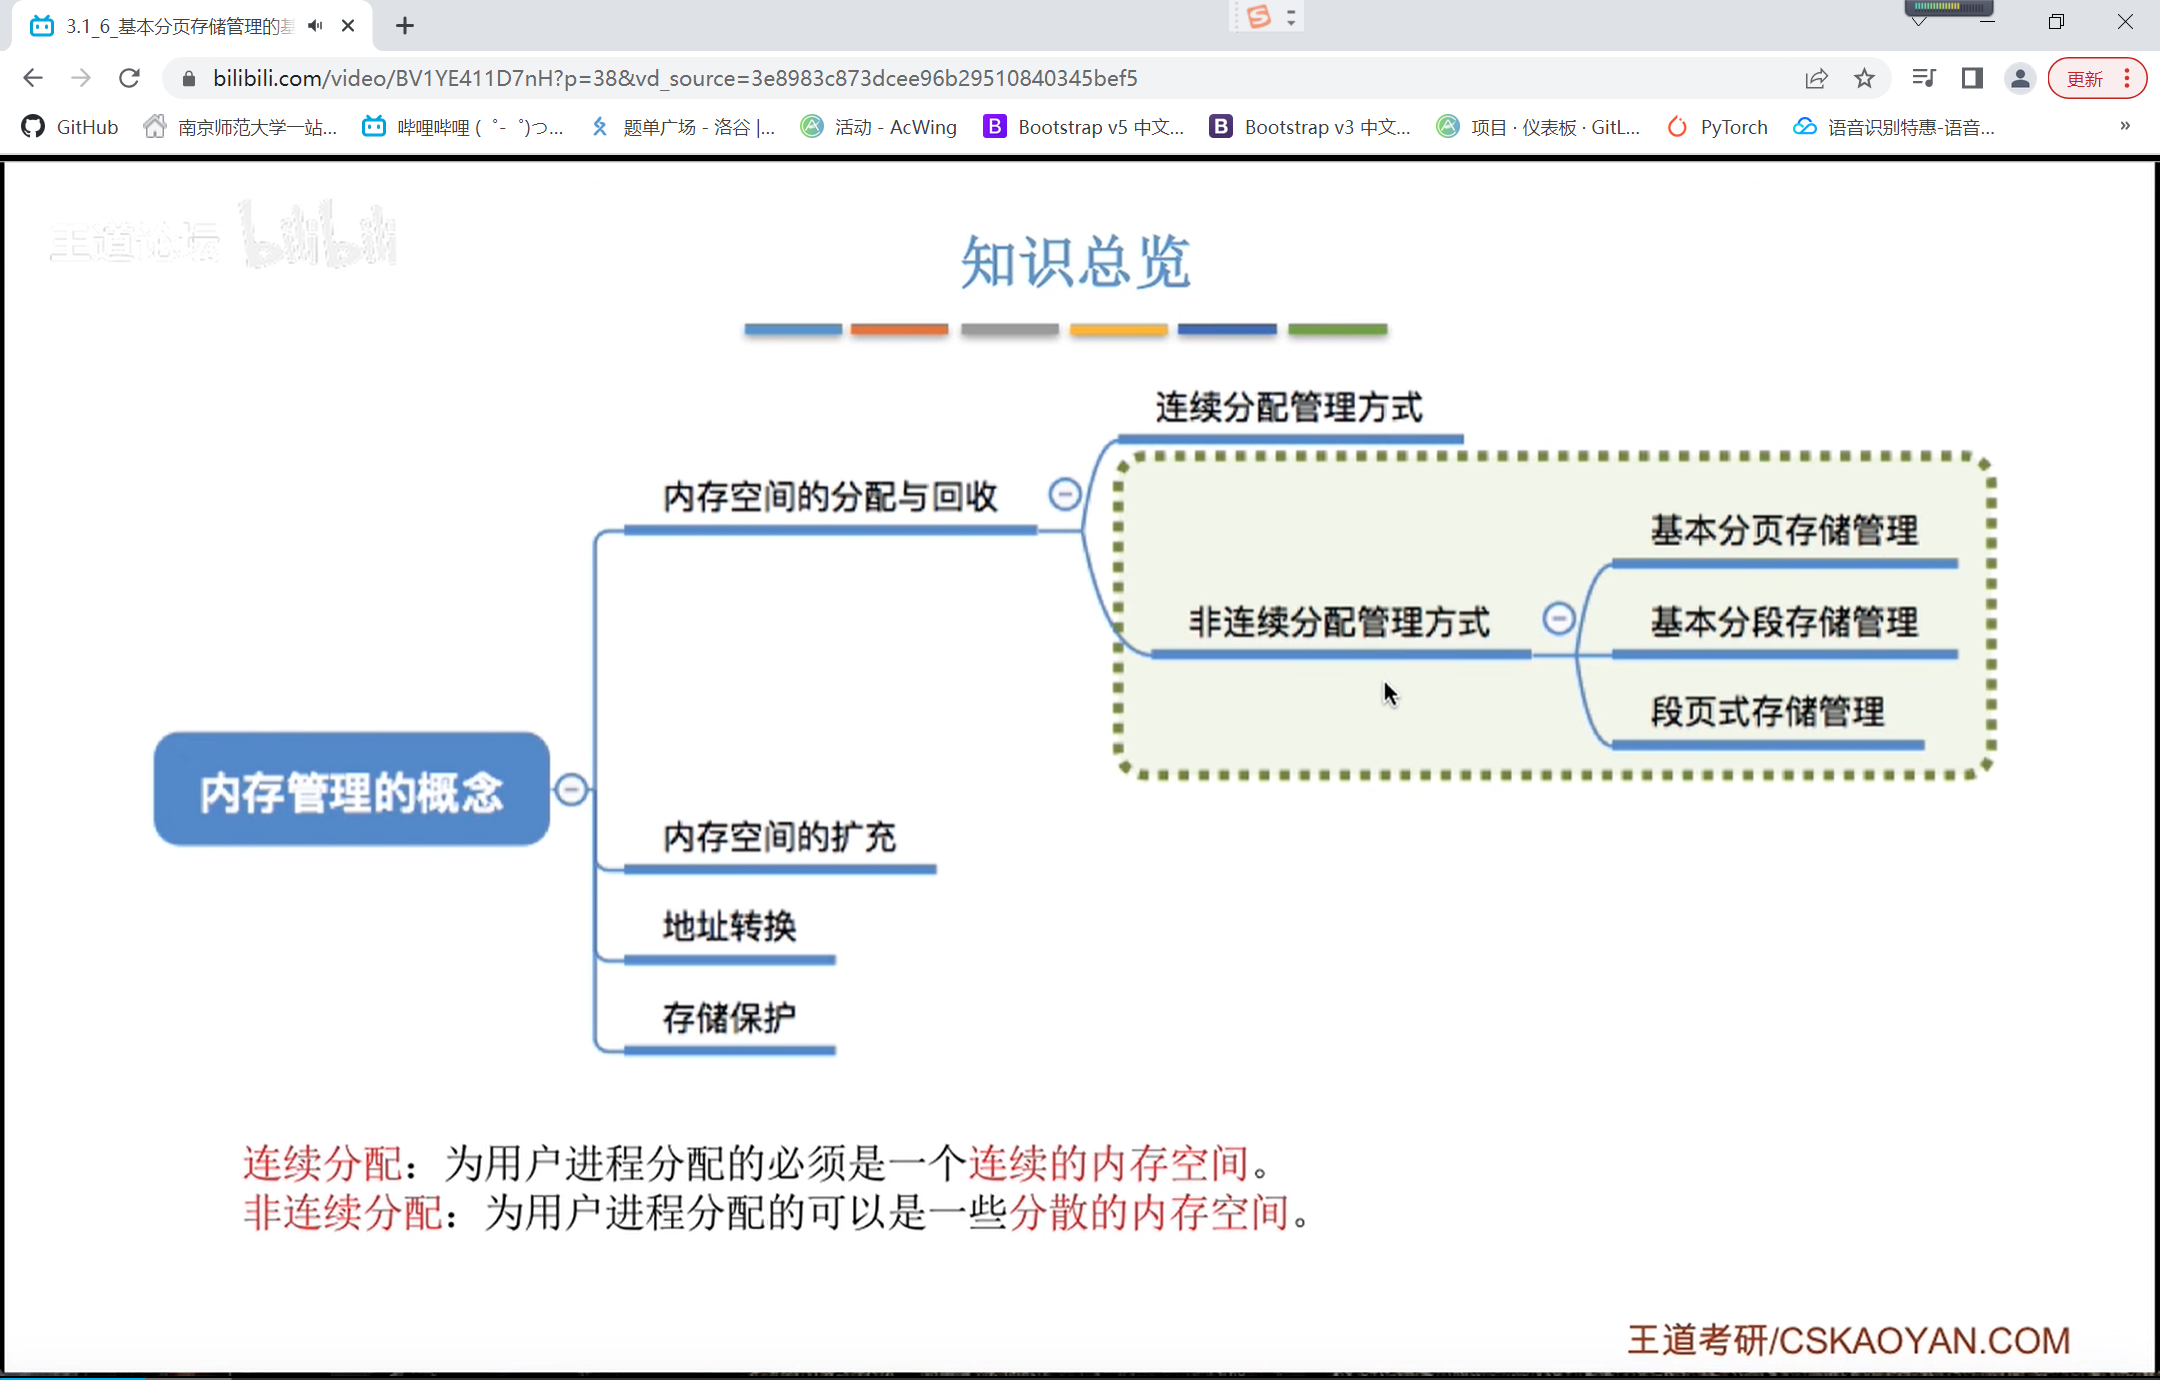 3.1_6_基本分页存储管理的基
更新
bilibili.com/video/BV1YE411D7nH?p=38&vd_source=3e8983c873dcee96b29510840345bef5
GitHub
南京师范大学一站...
哔哩哔哩 (゜-゜)つ...
题单广场 - 洛谷 |...
活动 - AcWing
Bootstrap v5 中文...
Bootstrap v3 中文...
项目 · 仪表板 · GitL...
PyTorch
语音识别特惠-语音...
»
王道论坛 bilibili
知识总览
连续分配管理方式
内存空间的分配与回收
基本分页存储管理
非连续分配管理方式
基本分段存储管理
段页式存储管理
内存管理的概念
内存空间的扩充
地址转换
存储保护
连续分配：为用户进程分配的必须是一个连续的内存空间。
非连续分配：为用户进程分配的可以是一些分散的内存空间。
王道考研/CSKAOYAN.COM